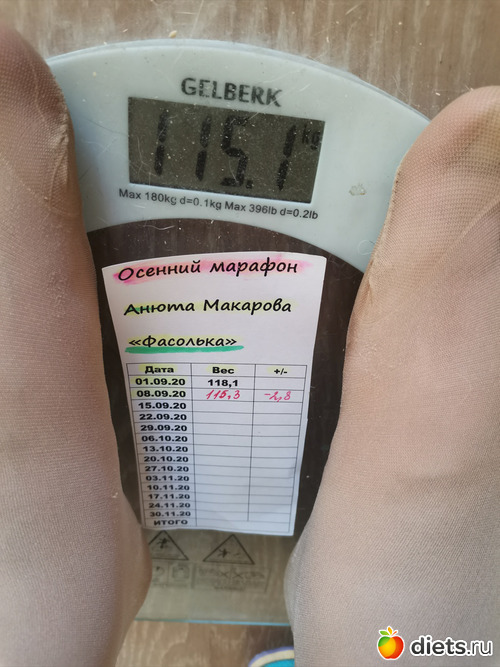 GELBERK
115.1 kg
Max 180kg d=0.1kg Max 396lb d=0.2lb
Осенний марафон
Анюта Макарова
«Фасолька»
Дата Вес +/-
01.09.20 118,1
08.09.20 115,3 -2,8
15.09.20
22.09.20
29.09.20
06.10.20
13.10.20
20.10.20
27.10.20
03.11.20
10.11.20
17.11.20
24.11.20
30.11.20
ИТОГО
diets.ru